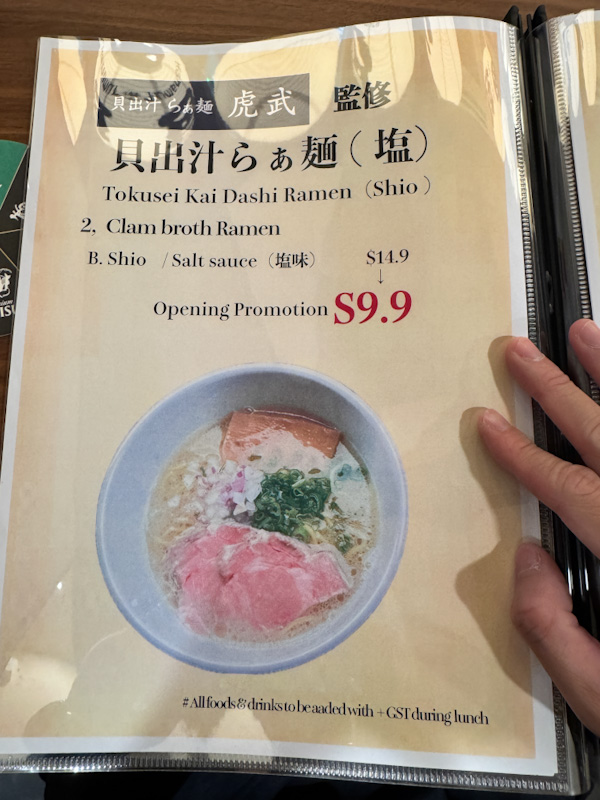 貝出汁らぁ麺 虎武 監修
貝出汁らぁ麺（塩）
Tokusei Kai Dashi Ramen（Shio）
2, Clam broth Ramen
B. Shio / Salt sauce（塩味） $14.9
↓
Opening Promotion S9.9
# All foods & drinks to be aaded with + GST during lunch